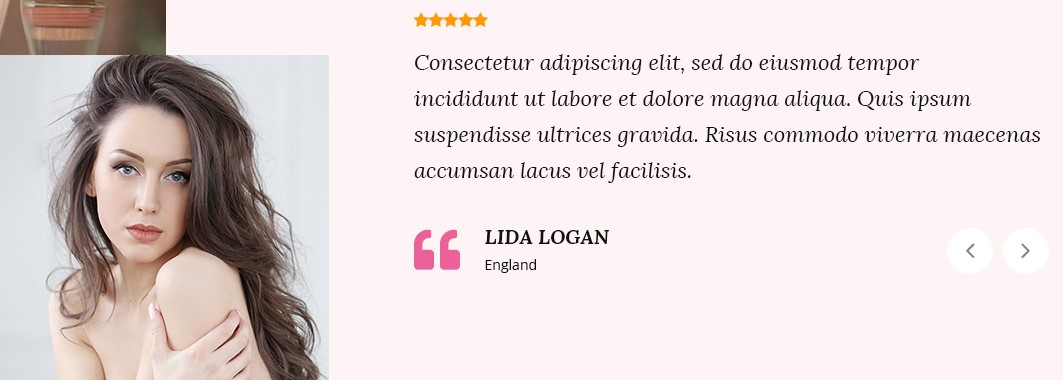 Consectetur adipiscing elit, sed do eiusmod tempor
incididunt ut labore et dolore magna aliqua. Quis ipsum
suspendisse ultrices gravida. Risus commodo viverra maecenas
accumsan lacus vel facilisis.
LIDA LOGAN
England